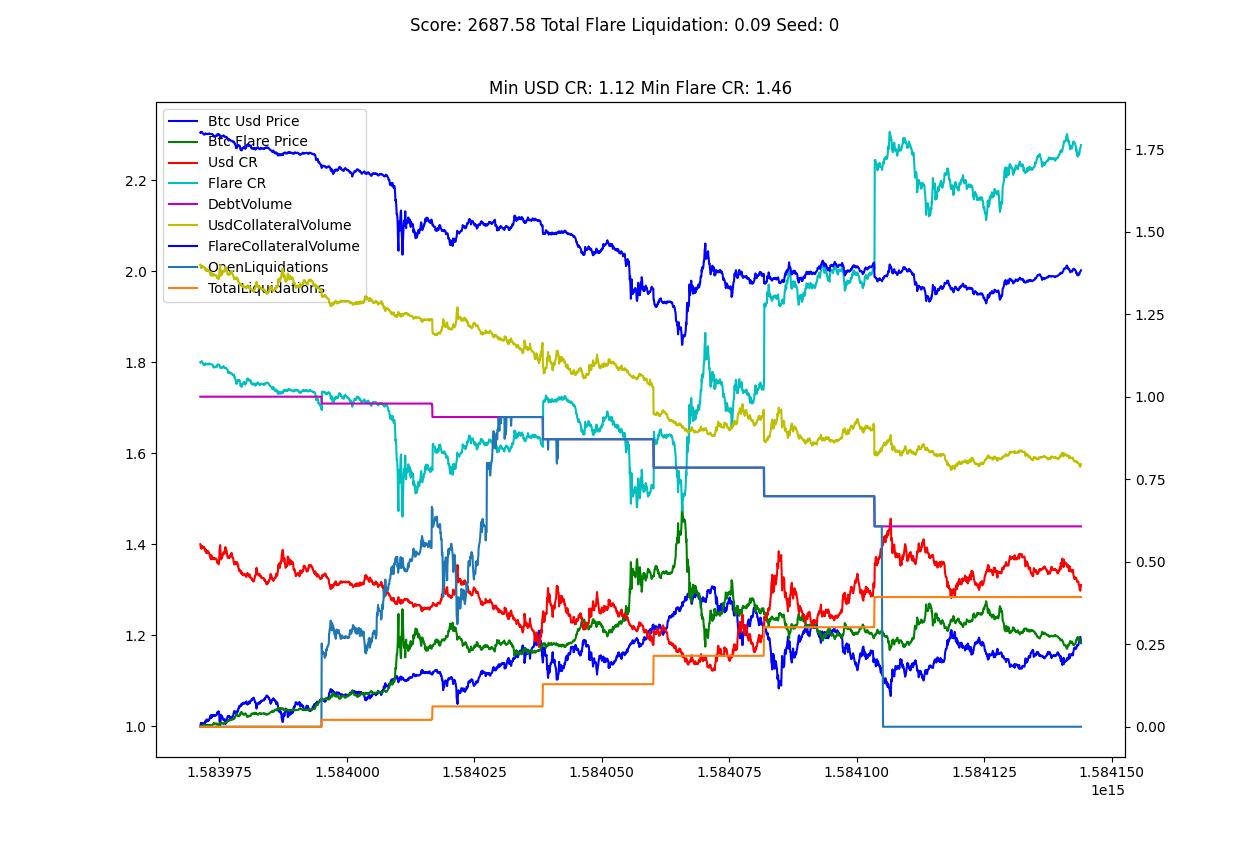 Score: 2687.58 Total Flare Liquidation: 0.09 Seed: 0
Min USD CR: 1.12 Min Flare CR: 1.46
Btc Usd Price
Btc Flare Price
Usd CR
Flare CR
DebtVolume
UsdCollateralVolume
FlareCollateralVolume
OpenLiquidations
TotalLiquidations
2.2
2.0
1.8
1.6
1.4
1.2
1.0
1.75
1.50
1.25
1.00
0.75
0.50
0.25
0.00
1.583975 1.584000 1.584025 1.584050 1.584075 1.584100 1.584125 1.584150
1e15